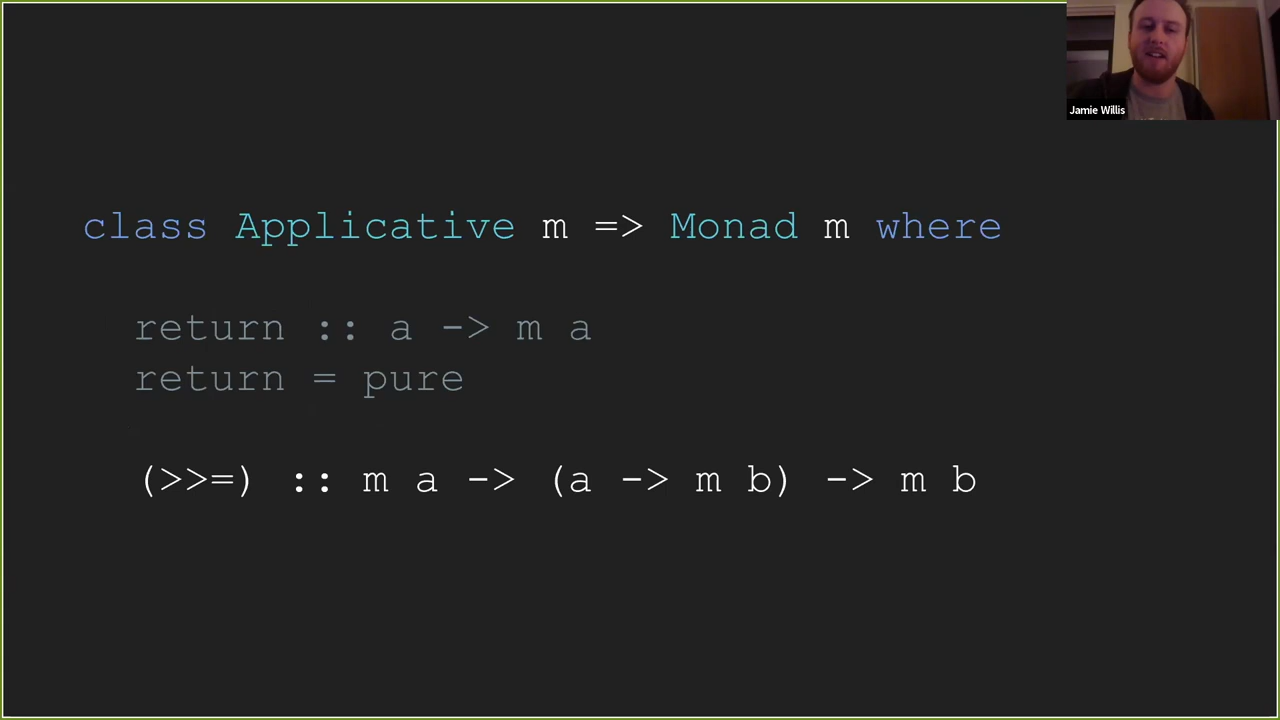 Jamie Willis
class Applicative m => Monad m where
return :: a -> m a
return = pure
(>>=) :: m a -> (a -> m b) -> m b